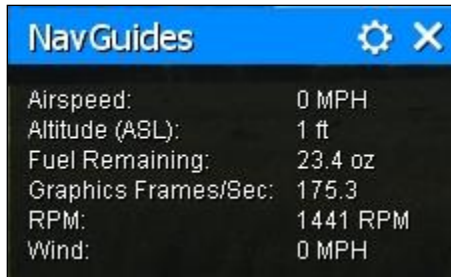 NavGuides
Airspeed: 0 MPH
Altitude (ASL): 1 ft
Fuel Remaining: 23.4 oz
Graphics Frames/Sec: 175.3
RPM: 1441 RPM
Wind: 0 MPH